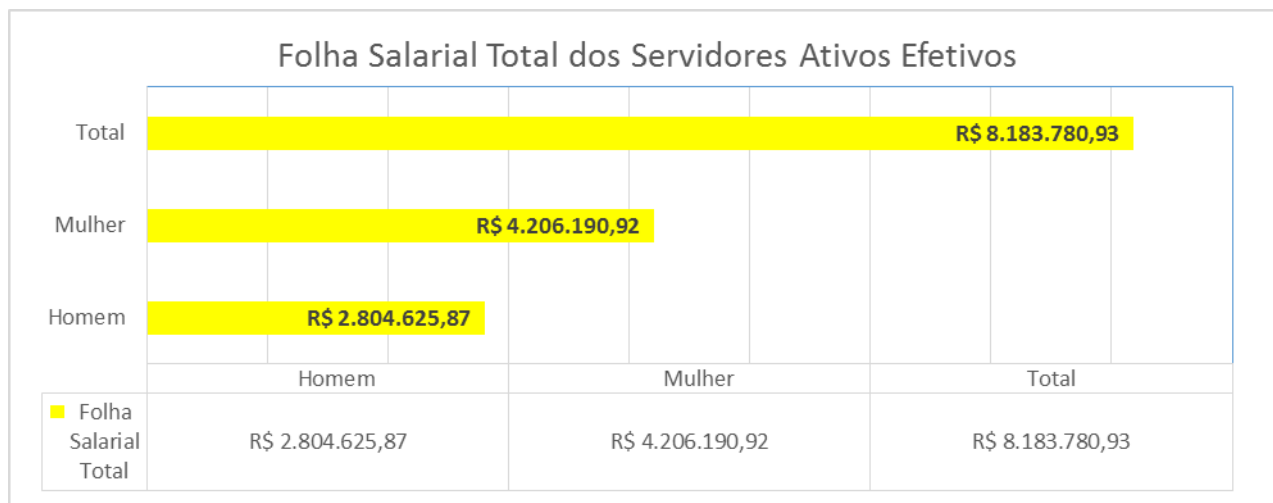 Folha Salarial Total dos Servidores Ativos Efetivos
Total
R$ 8.183.780,93
Mulher
R$ 4.206.190,92
Homem
R$ 2.804.625,87
Homem
Mulher
Total
Folha
Salarial
Total
R$ 2.804.625,87
R$ 4.206.190,92
R$ 8.183.780,93